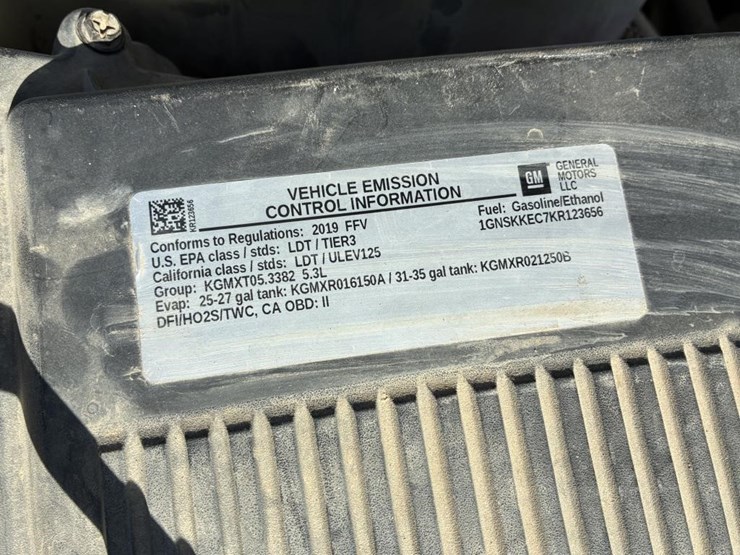 VEHICLE EMISSION
CONTROL INFORMATION
GM
GENERAL
MOTORS
LLC
KR123656
Conforms to Regulations: 2019 FFV
Fuel: Gasoline/Ethanol
U.S. EPA class / stds: LDT / TIER3
1GNSKKEC7KR123656
California class / stds: LDT / ULEV125
Group: KGMXT05.3382 5.3L
Evap: 25-27 gal tank: KGMXR016150A / 31-35 gal tank: KGMXR021250B
DFI/HO2S/TWC, CA OBD: II